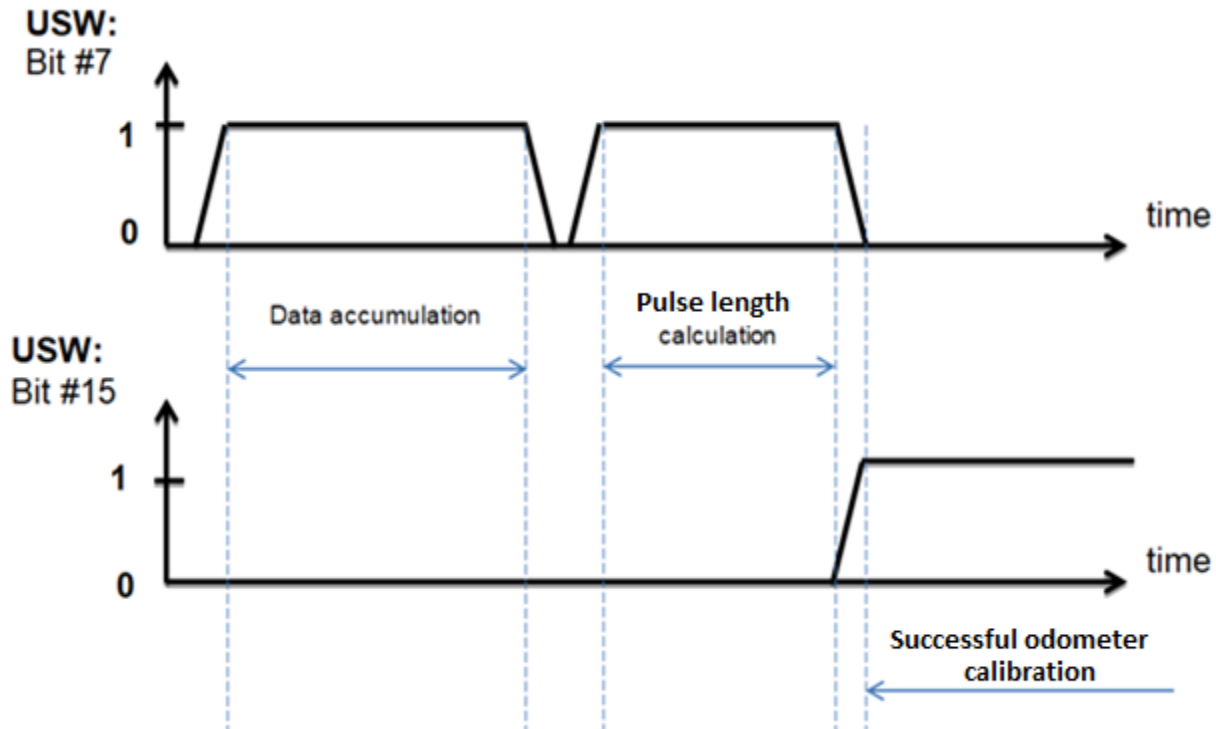 USW:
Bit #7
1
0
time
Data accumulation
Pulse length
calculation
USW:
Bit #15
1
0
time
Successful odometer
calibration